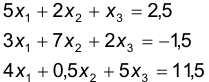 5x₁ + 2x₂ + x₃ = 2,5
3x₁ + 7x₂ + 2x₃ = −1,5
4x₁ + 0,5x₂ + 5x₃ = 11,5